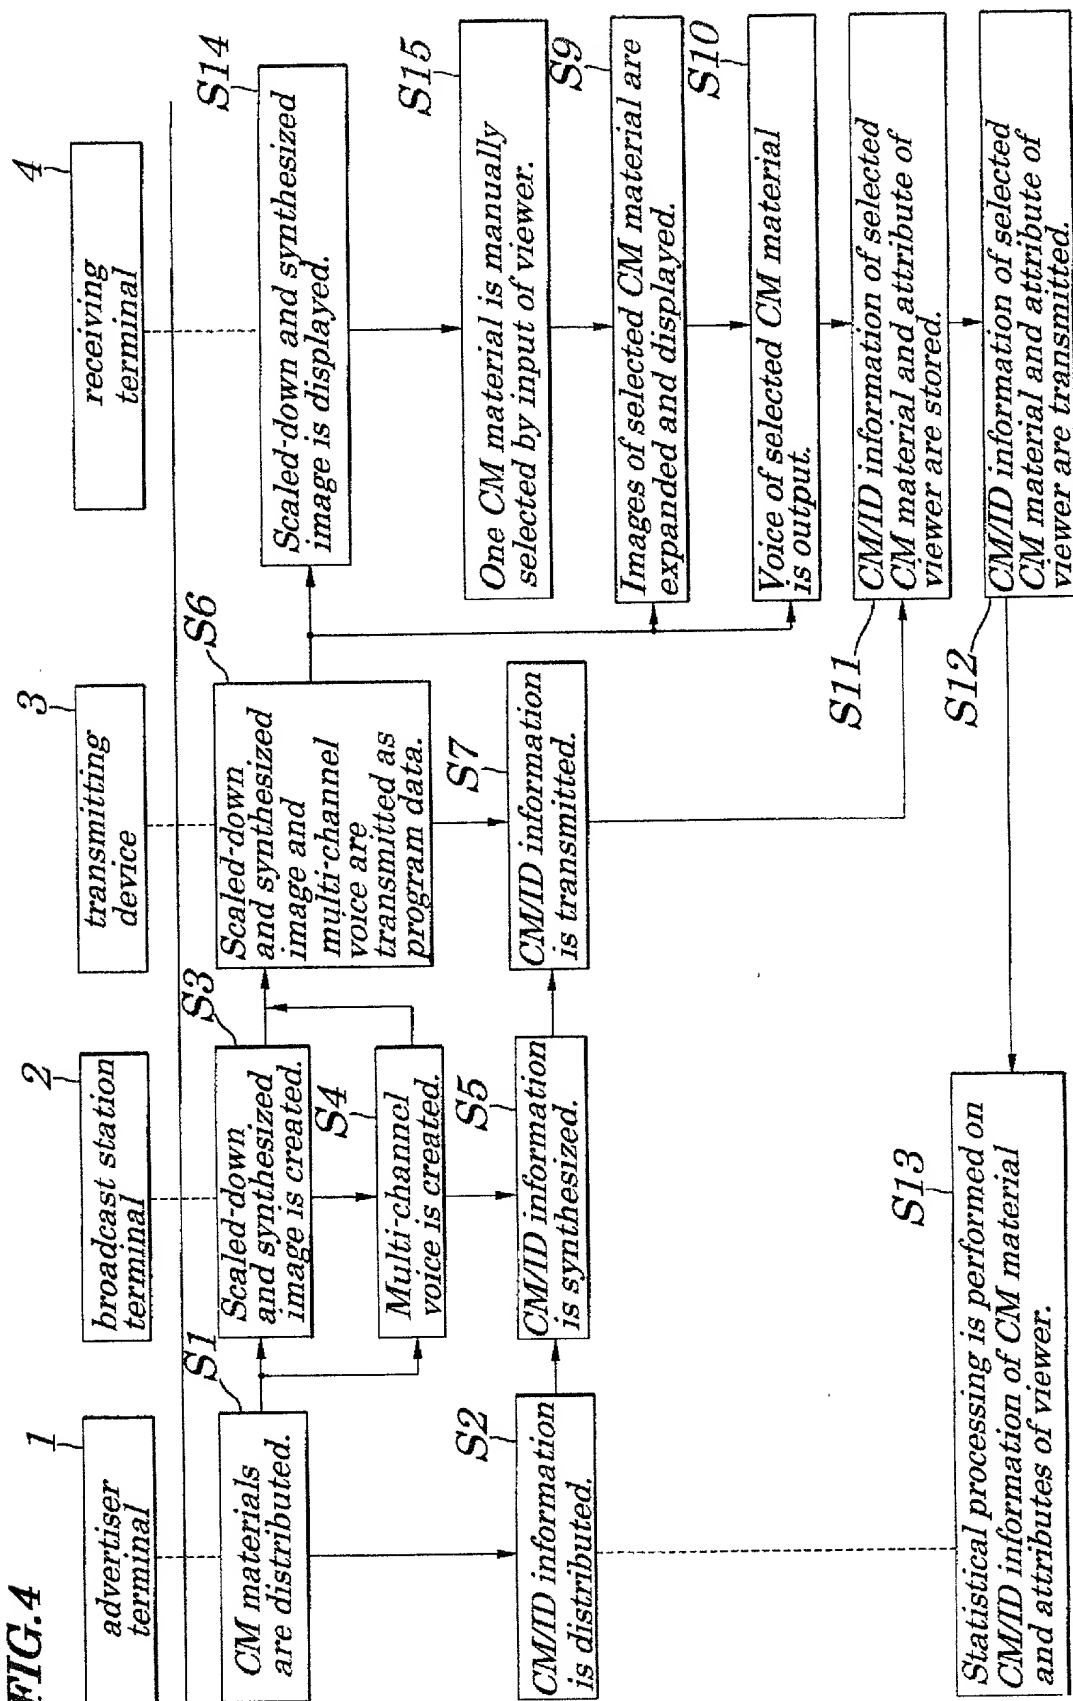 FIG.4
1
advertiser
terminal
2
broadcast station
terminal
3
transmitting
device
4
receiving
terminal
S1
CM materials
are distributed.
S3
Scaled-down
and synthesized
image is created.
S6
Scaled-down
and synthesized
image and
multi-channel
voice are
transmitted as
program data.
S14
Scaled-down and synthesized
image is displayed.
S4
Multi-channel
voice is created.
S15
One CM material is manually
selected by input of viewer.
S2
CM/ID information
is distributed.
S5
CM/ID information
is synthesized.
S7
CM/ID information
is transmitted.
S9
Images of selected CM material are
expanded and displayed.
S10
Voice of selected CM material
is output.
S11
CM/ID information of selected
CM material and attribute of
viewer are stored.
S12
CM/ID information of selected
CM material and attribute of
viewer are transmitted.
S13
Statistical processing is performed on
CM/ID information of CM material
and attributes of viewer.